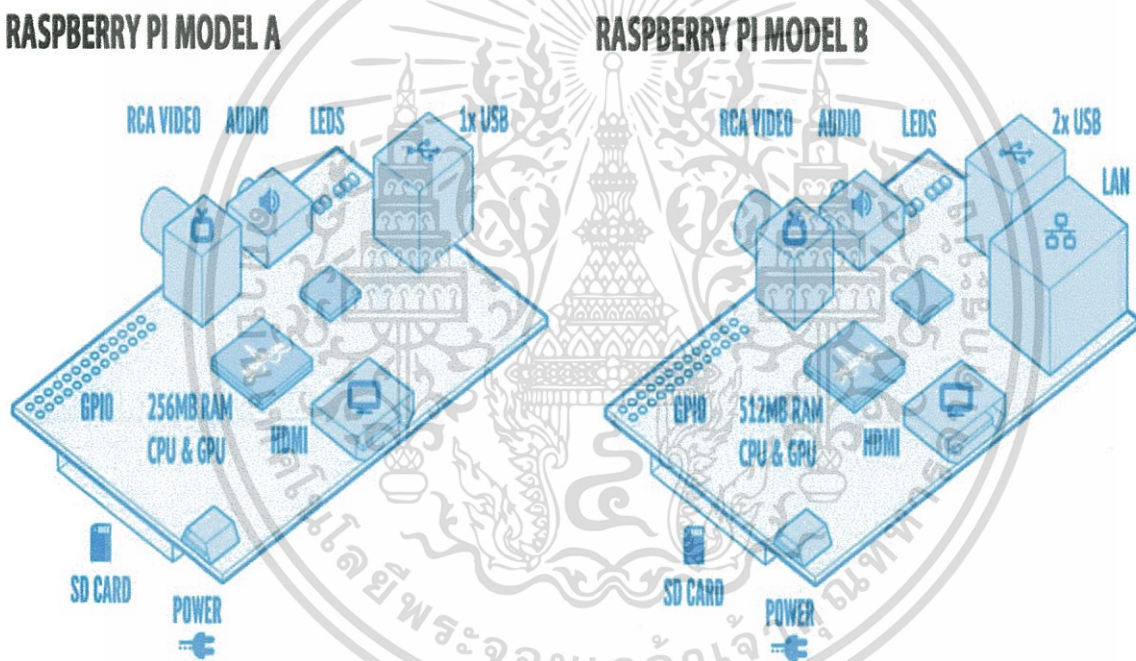 RASPBERRY PI MODEL A
RCA VIDEO AUDIO LEDS 1x USB
GPIO 256MB RAM
CPU & GPU HDMI
SD CARD
POWER
RASPBERRY PI MODEL B
RCA VIDEO AUDIO LEDS 2x USB
LAN
GPIO 512MB RAM
CPU & GPU HDMI
SD CARD
POWER